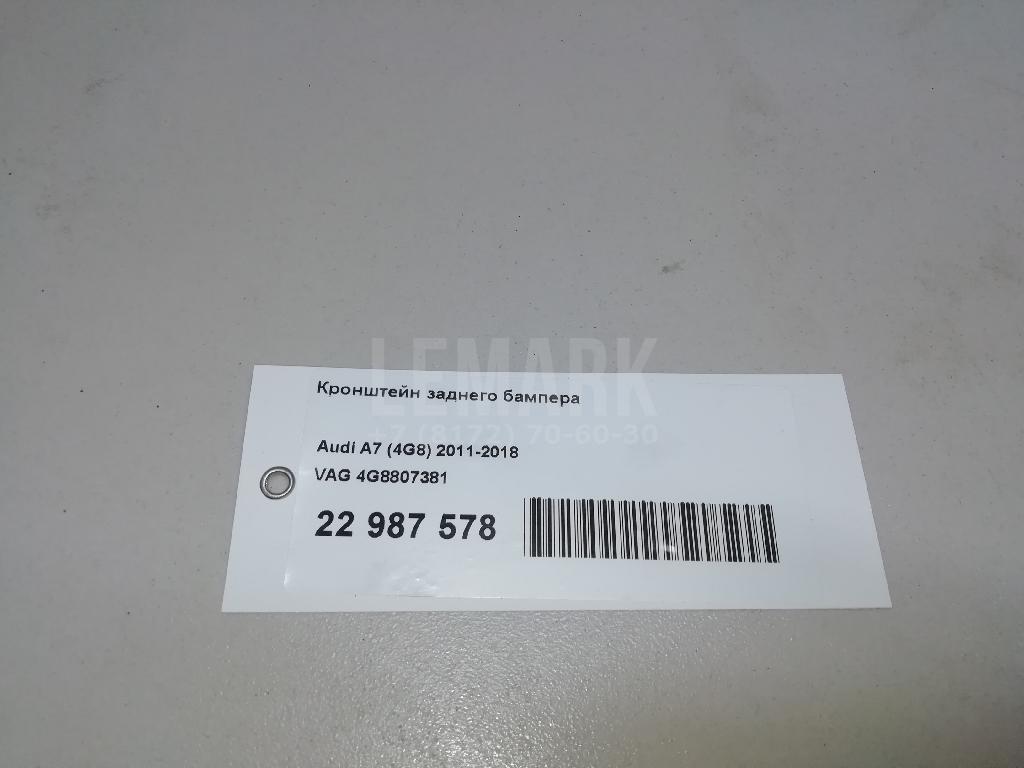 LEMARK
+7 (8172) 70-60-30
Кронштейн заднего бампера
Audi A7 (4G8) 2011-2018
VAG 4G8807381
22 987 578